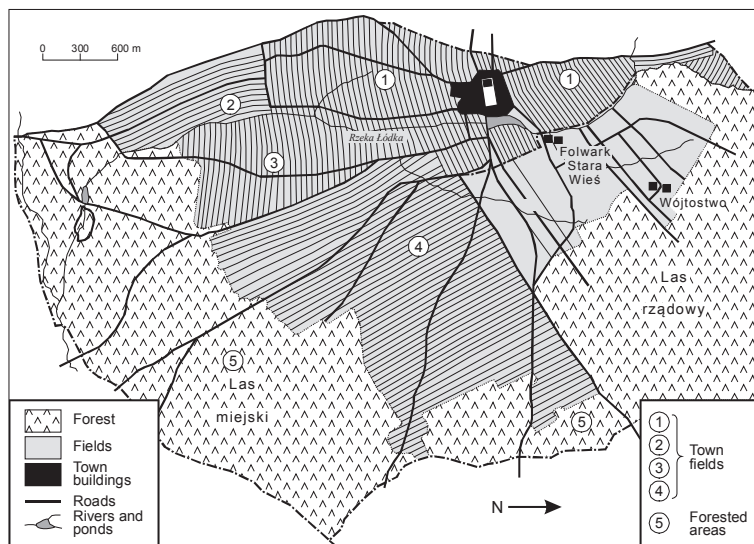 0 300 600 m
1
1
2
Rzeka Łódka
3
Folwark
Stara
Wieś
Wójtostwo
4
Las
rządowy
5
Las
miejski
5
Forest
Fields
Town
buildings
Roads
Rivers and
ponds
N
1
2
3
4
Town
fields
5
Forested
areas